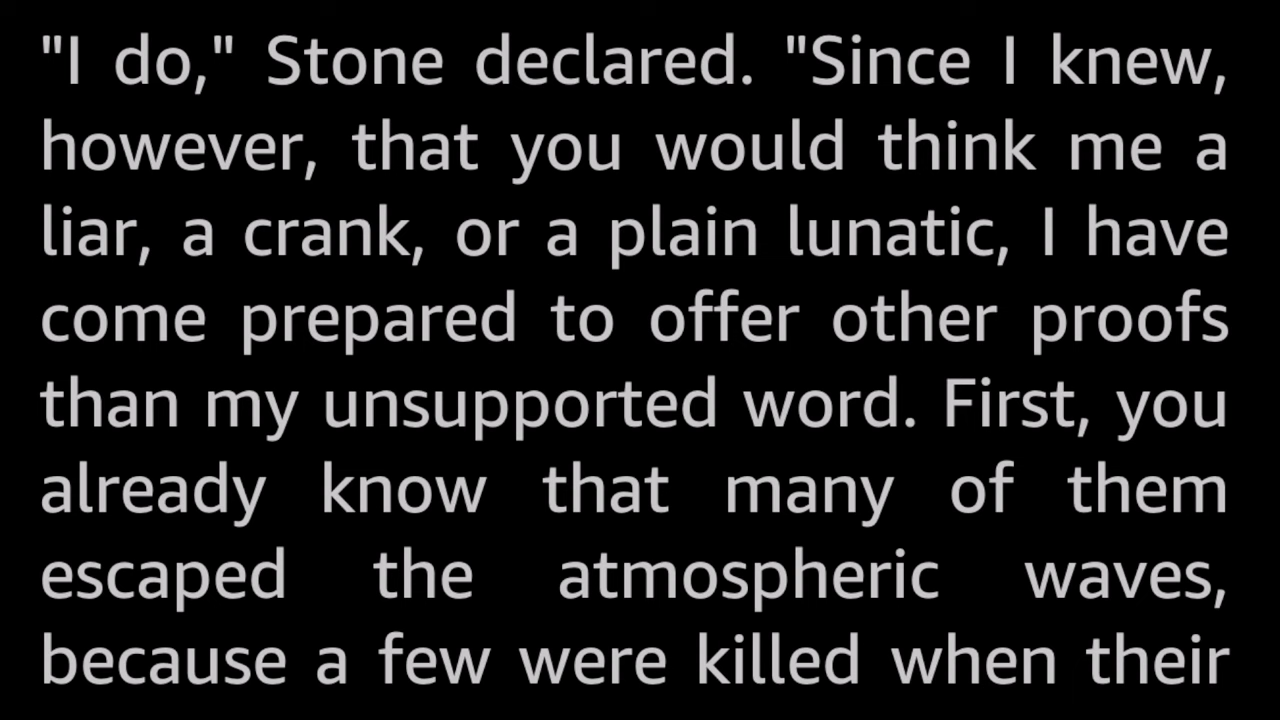 "I do," Stone declared. "Since I knew,
however, that you would think me a
liar, a crank, or a plain lunatic, I have
come prepared to offer other proofs
than my unsupported word. First, you
already know that many of them
escaped the atmospheric waves,
because a few were killed when their